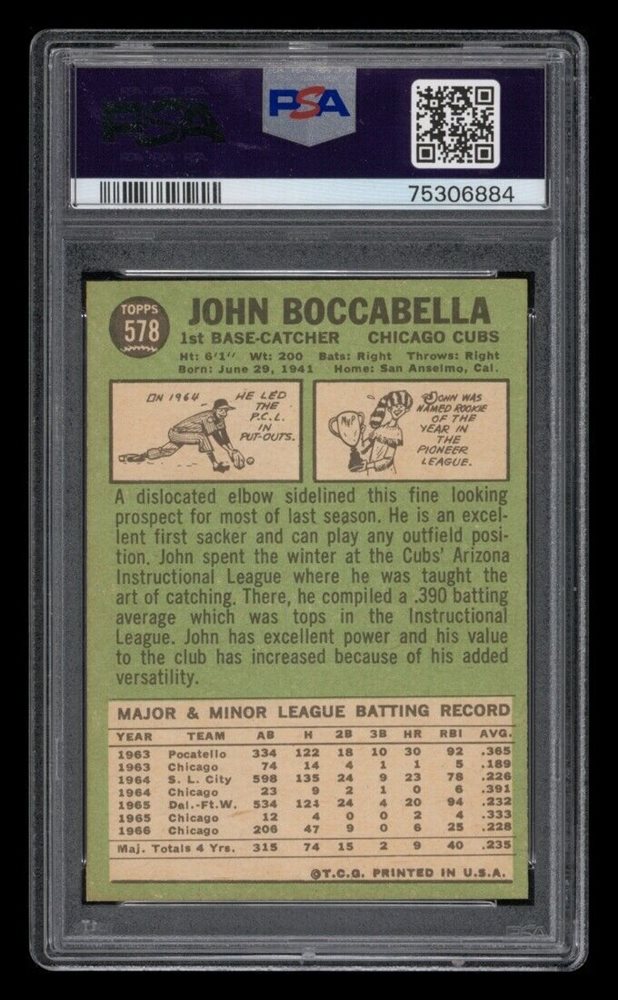 PSA
PSA
75306884
TOPPS
578
JOHN BOCCABELLA
1st BASE-CATCHER CHICAGO CUBS
Ht: 6'1" Wt: 200 Bats: Right Throws: Right
Born: June 29, 1941 Home: San Anselmo, Cal.
IN 1964 HE LED
THE
P.C.L.
IN
PUT-OUTS.
JOHN WAS
NAMED ROOKIE
OF THE
YEAR IN
THE
PIONEER
LEAGUE.
A dislocated elbow sidelined this fine looking
prospect for most of last season. He is an excel-
lent first sacker and can play any outfield posi-
tion. John spent the winter at the Cubs' Arizona
Instructional League where he was taught the
art of catching. There, he compiled a .390 batting
average which was tops in the Instructional
League. John has excellent power and his value
to the club has increased because of his added
versatility.
MAJOR & MINOR LEAGUE BATTING RECORD
YEAR TEAM AB H 2B 3B HR RBI AVG.
1963 Pocatello 334 122 18 10 30 92 .365
1963 Chicago 74 14 4 1 1 5 .189
1964 S. L. City 598 135 24 9 23 78 .226
1964 Chicago 23 9 2 1 0 6 .391
1965 Dal.-Ft.W. 534 124 24 4 20 94 .232
1965 Chicago 12 4 0 0 2 4 .333
1966 Chicago 206 47 9 0 6 25 .228
Maj. Totals 4 Yrs. 315 74 15 2 9 40 .235
©T.C.G. PRINTED IN U.S.A.
PSA